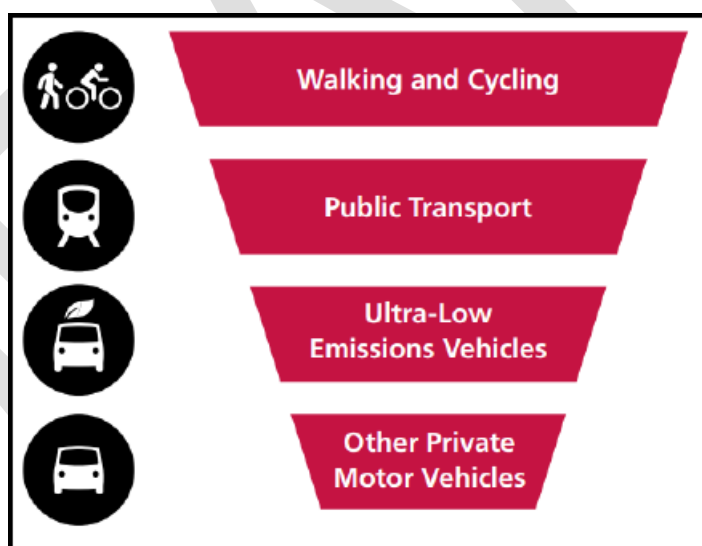 Walking and Cycling
Public Transport
Ultra-Low
Emissions Vehicles
Other Private
Motor Vehicles